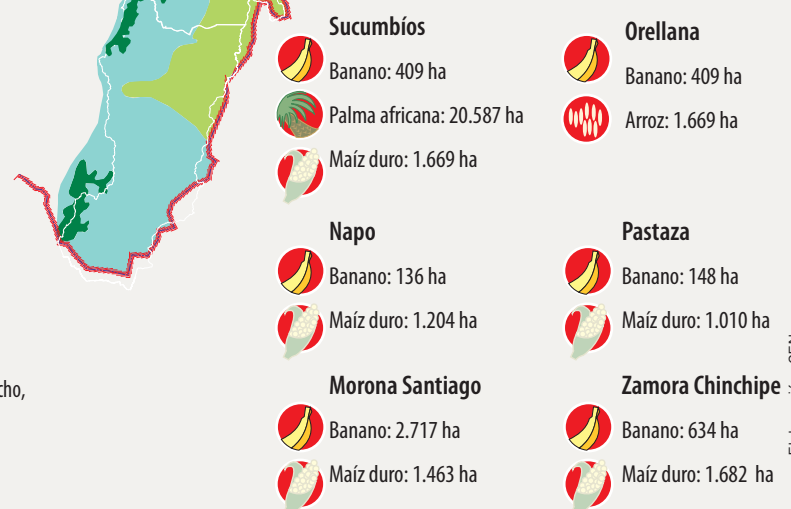 Sucumbíos
Banano: 409 ha
Palma africana: 20.587 ha
Maíz duro: 1.669 ha
Orellana
Banano: 409 ha
Arroz: 1.669 ha
Napo
Banano: 136 ha
Maíz duro: 1.204 ha
Pastaza
Banano: 148 ha
Maíz duro: 1.010 ha
cho,
Morona Santiago
Banano: 2.717 ha
Maíz duro: 1.463 ha
Zamora Chinchipe
Banano: 634 ha
Maíz duro: 1.682 ha